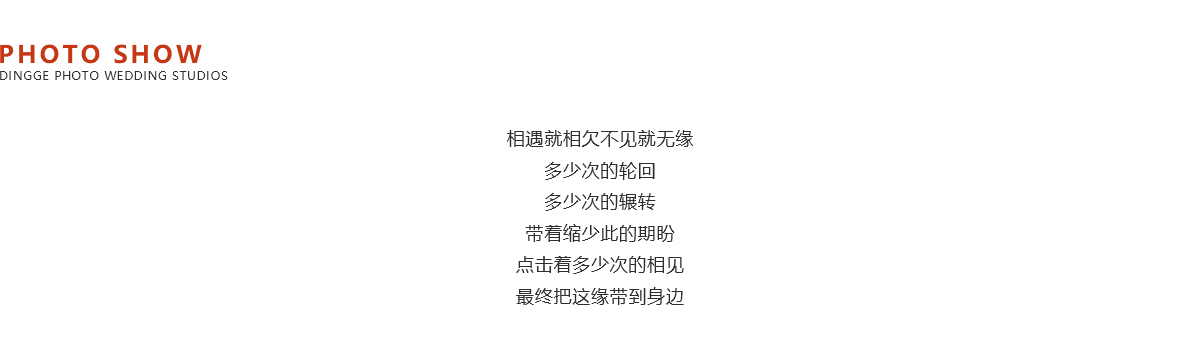 PHOTO SHOW
DINGGE PHOTO WEDDING STUDIOS
相遇就相欠不见就无缘
多少次的轮回
多少次的辗转
带着缩少此的期盼
点击着多少次的相见
最终把这缘带到身边